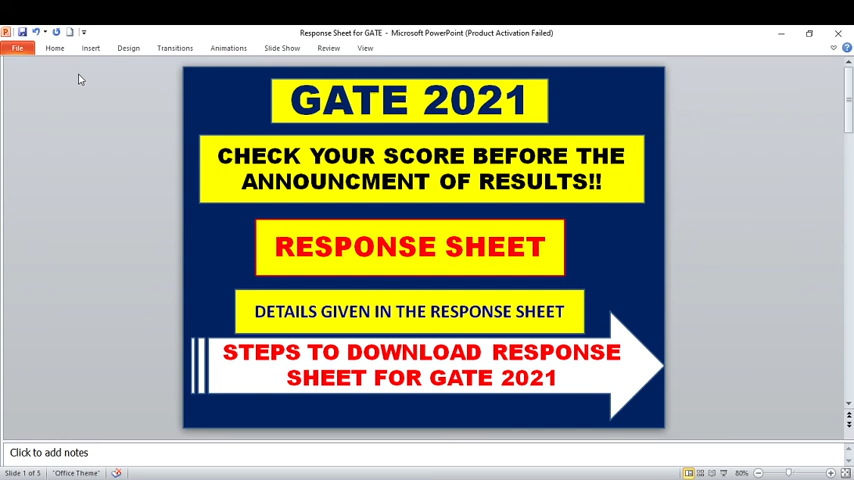 Response Sheet for GATE - Microsoft PowerPoint (Product Activation Failed)
File Home Insert Design Transitions Animations Slide Show Review View
GATE 2021
CHECK YOUR SCORE BEFORE THE
ANNOUNCMENT OF RESULTS!!
RESPONSE SHEET
DETAILS GIVEN IN THE RESPONSE SHEET
STEPS TO DOWNLOAD RESPONSE
SHEET FOR GATE 2021
Click to add notes
Slide 1 of 5 "Office Theme" 80%